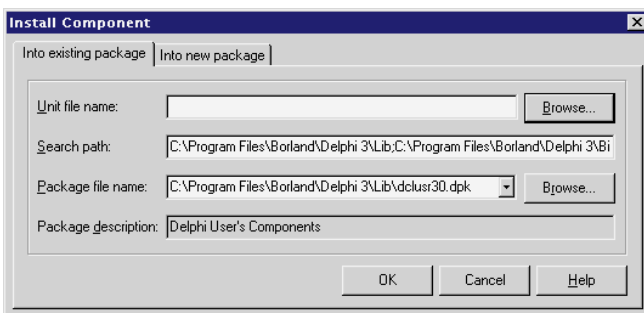 Install Component
Into existing package Into new package
Unit file name: Browse...
Search path: C:\Program Files\Borland\Delphi 3\Lib;C:\Program Files\Borland\Delphi 3\Bi
Package file name: C:\Program Files\Borland\Delphi 3\Lib\dclusr30.dpk Browse...
Package description: Delphi User's Components
OK Cancel Help